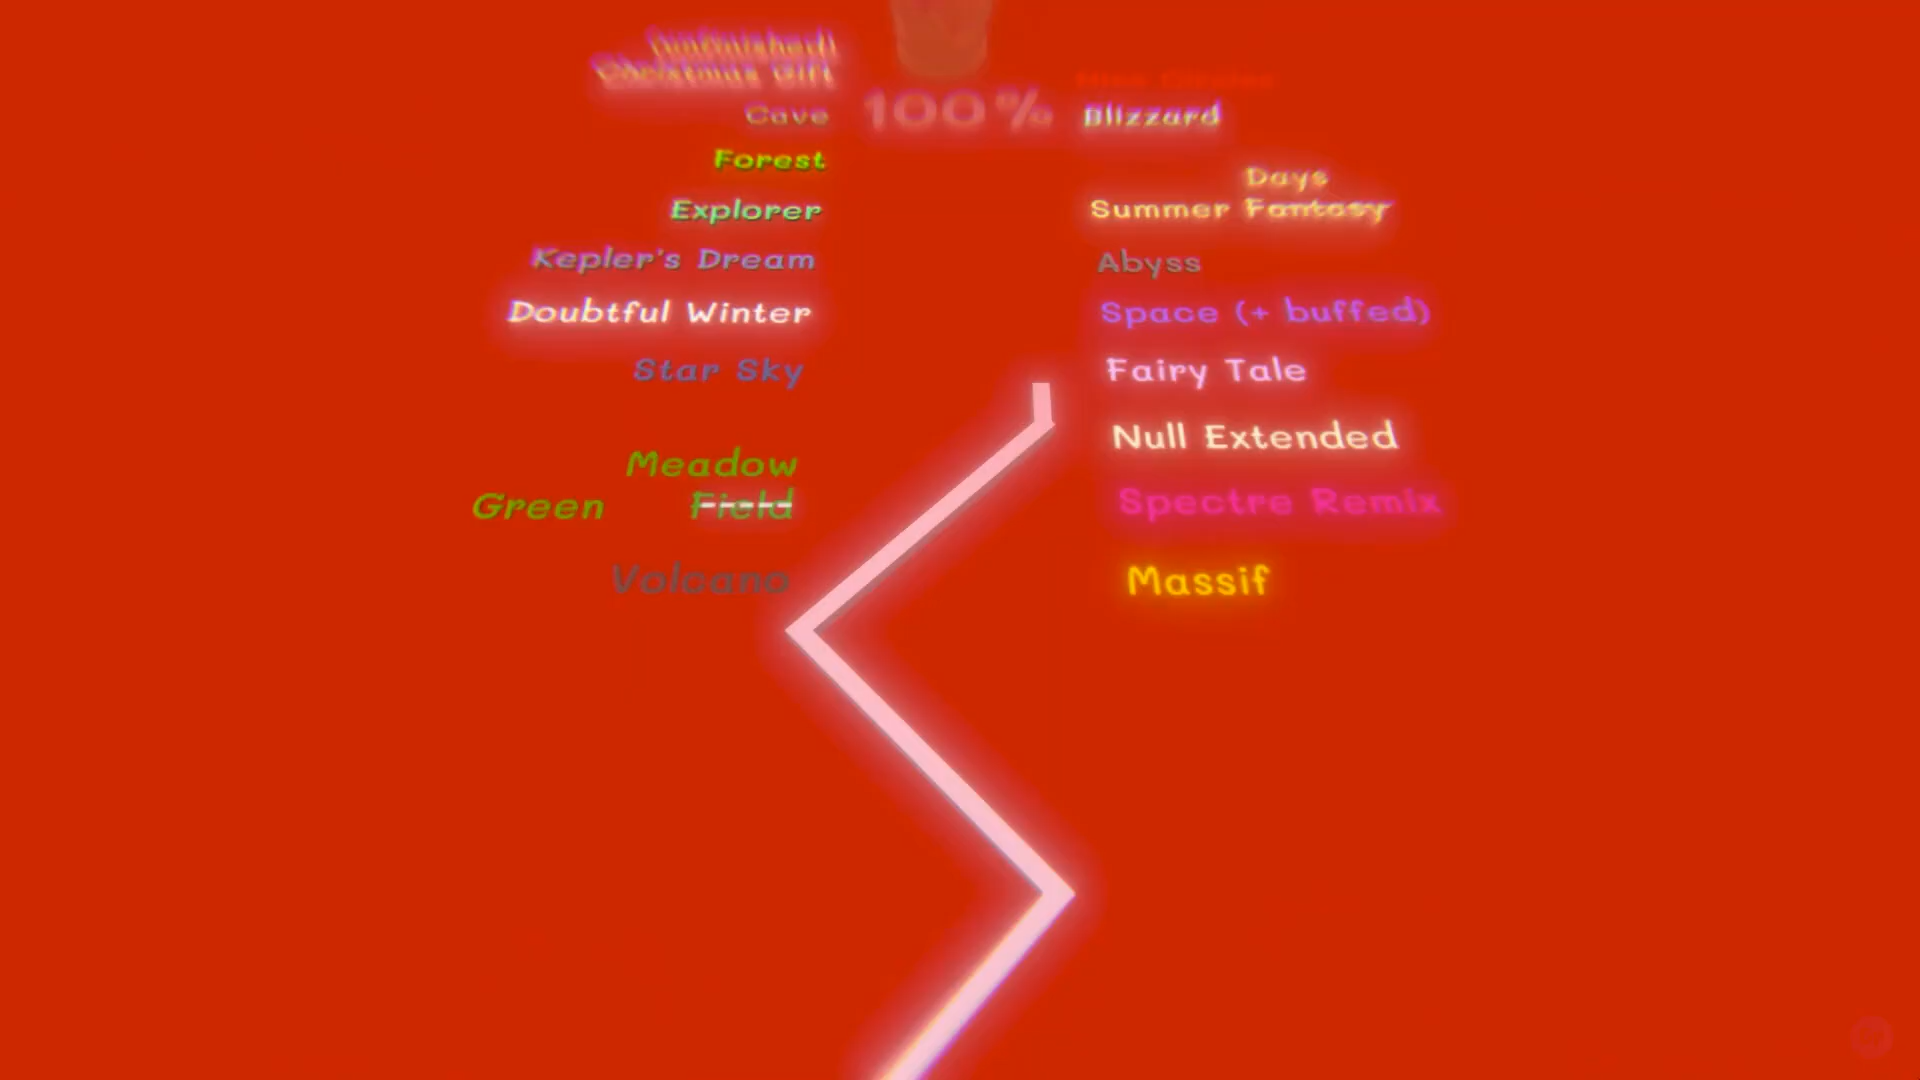 (unfinished)
Christmas Gift
Cave
Forest
Explorer
Kepler's Dream
Doubtful Winter
Star Sky
Meadow
Green Field
Volcano
100%
Blizzard
Days
Summer Fantasy
Abyss
Space (+ buffed)
Fairy Tale
Null Extended
Spectre Remix
Massif